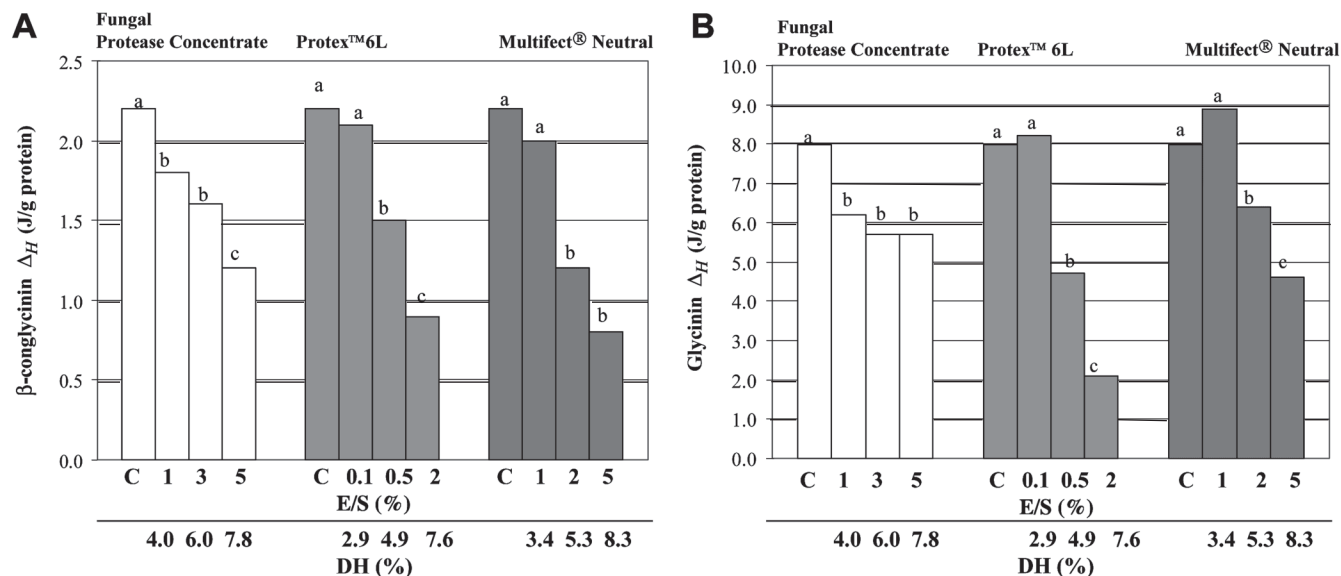 A
Fungal
Protease Concentrate Protex™6L Multifect® Neutral
β-conglycinin ΔH (J/g protein)
2.5
2.0
1.5
1.0
0.5
0.0
a b b c
a a b c
a a b b
C 1 3 5 C 0.1 0.5 2 C 1 2 5
E/S (%)
4.0 6.0 7.8 2.9 4.9 7.6 3.4 5.3 8.3
DH (%)
B
Fungal
Protease Concentrate Protex™ 6L Multifect® Neutral
Glycinin ΔH (J/g protein)
10.0
9.0
8.0
7.0
6.0
5.0
4.0
3.0
2.0
1.0
0.0
a b b b
a a b c
a a b c
C 1 3 5 C 0.1 0.5 2 C 1 2 5
E/S (%)
4.0 6.0 7.8 2.9 4.9 7.6 3.4 5.3 8.3
DH (%)